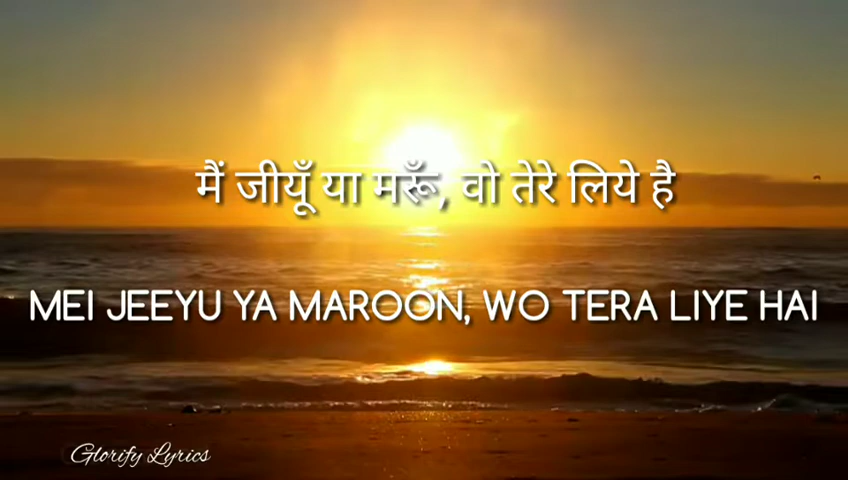 मैं जीयूँ या मरूँ, वो तेरे लिये है
MEI JEEYU YA MAROON, WO TERA LIYE HAI
Glorify Lyrics